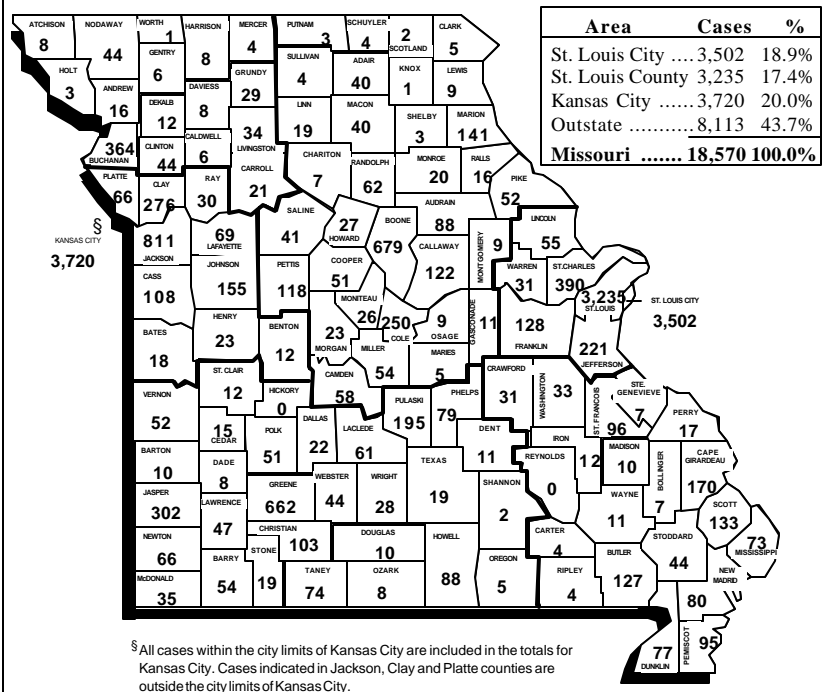 Area Cases %
St. Louis City .... 3,502 18.9%
St. Louis County 3,235 17.4%
Kansas City ...... 3,720 20.0%
Outstate ........... 8,113 43.7%
Missouri ....... 18,570 100.0%
ATCHISON
8
NODAWAY
44
WORTH
1
HARRISON
8
MERCER
4
PUTNAM
3
SCHUYLER
4
2
SCOTLAND
CLARK
5
HOLT
3
GENTRY
6
ANDREW
16
DEKALB
12
DAVIESS
8
GRUNDY
29
SULLIVAN
4
ADAIR
40
KNOX
1
LEWIS
9
LINN
19
MACON
40
SHELBY
3
MARION
141
364
BUCHANAN
CLINTON
44
CALDWELL
6
34
LIVINGSTON
CARROLL
21
CHARITON
7
RANDOLPH
62
MONROE
20
RALLS
16
PIKE
52
PLATTE
66
CLAY
276
RAY
30
§
KANSAS CITY
3,720
811
JACKSON
69
LAFAYETTE
SALINE
41
27
HOWARD
BOONE
679
AUDRAIN
88
CALLAWAY
122
MONTGOMERY
9
LINCOLN
55
WARREN
31
ST.CHARLES
390
3,235
ST.LOUIS
ST. LOUIS CITY
3,502
CASS
108
JOHNSON
155
PETTIS
118
COOPER
51
MONITEAU
26
250
COLE
9
OSAGE
GASCONADE
11
128
FRANKLIN
221
JEFFERSON
BATES
18
HENRY
23
BENTON
12
23
MORGAN
MILLER
54
MARIES
5
CAMDEN
58
ST. CLAIR
12
HICKORY
0
VERNON
52
15
CEDAR
POLK
51
DALLAS
22
LACLEDE
61
PULASKI
195
PHELPS
79
CRAWFORD
31
WASHINGTON
33
ST. FRANCOIS
96
STE.
GENEVIEVE
7
PERRY
17
DENT
11
IRON
12
REYNOLDS
0
MADISON
10
BOLLINGER
7
CAPE
GIRARDEAU
170
BARTON
10
DADE
8
GREENE
662
WEBSTER
44
WRIGHT
28
TEXAS
19
SHANNON
2
WAYNE
11
SCOTT
133
73
MISSISSIPPI
JASPER
302
LAWRENCE
47
CHRISTIAN
103
DOUGLAS
10
HOWELL
88
CARTER
4
BUTLER
127
STODDARD
44
NEW
MADRID
80
NEWTON
66
BARRY
54
STONE
19
TANEY
74
OZARK
8
OREGON
5
RIPLEY
4
McDONALD
35
77
DUNKLIN
PEMISCOT
95
§ All cases within the city limits of Kansas City are included in the totals for
Kansas City. Cases indicated in Jackson, Clay and Platte counties are
outside the city limits of Kansas City.